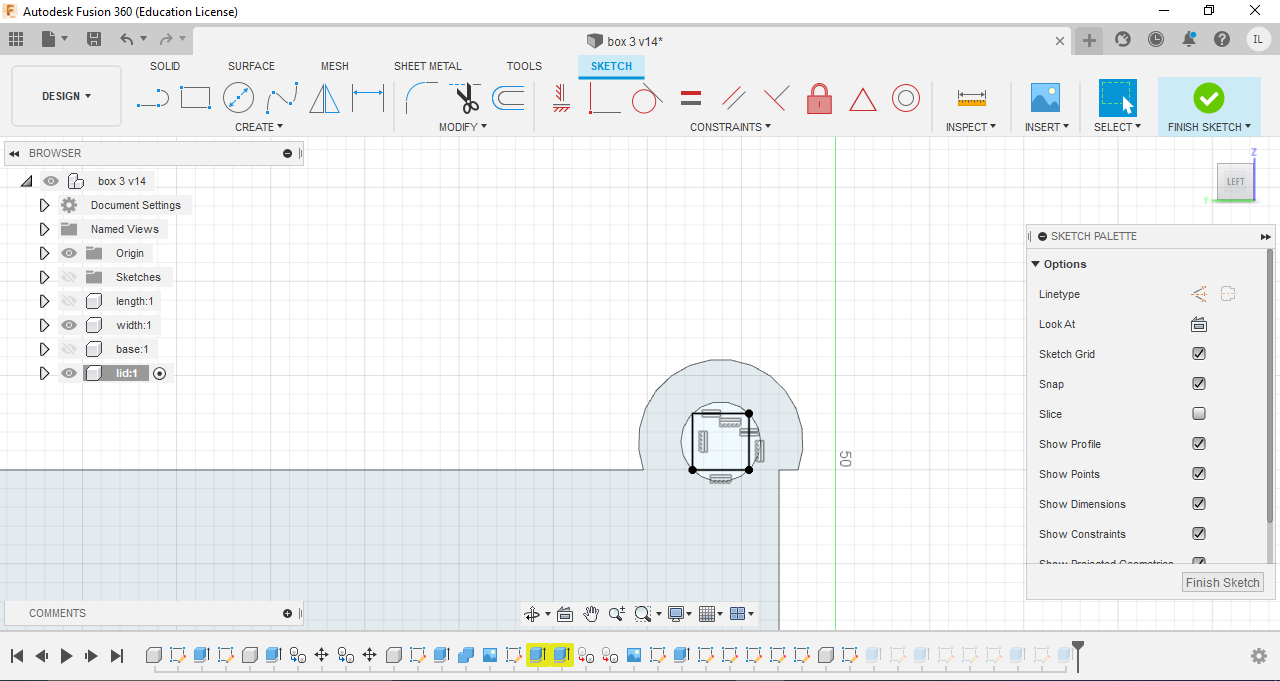 Autodesk Fusion 360 (Education License)
box 3 v14*
IL
DESIGN
SOLID SURFACE MESH SHEET METAL TOOLS SKETCH
CREATE MODIFY CONSTRAINTS INSPECT INSERT SELECT FINISH SKETCH
BROWSER
box 3 v14
Document Settings
Named Views
Origin
Sketches
length:1
width:1
base:1
lid:1
Z
LEFT
Y
50
SKETCH PALETTE
Options
Linetype
Look At
Sketch Grid
Snap
Slice
Show Profile
Show Points
Show Dimensions
Show Constraints
Show Projected Geometries
Finish Sketch
COMMENTS